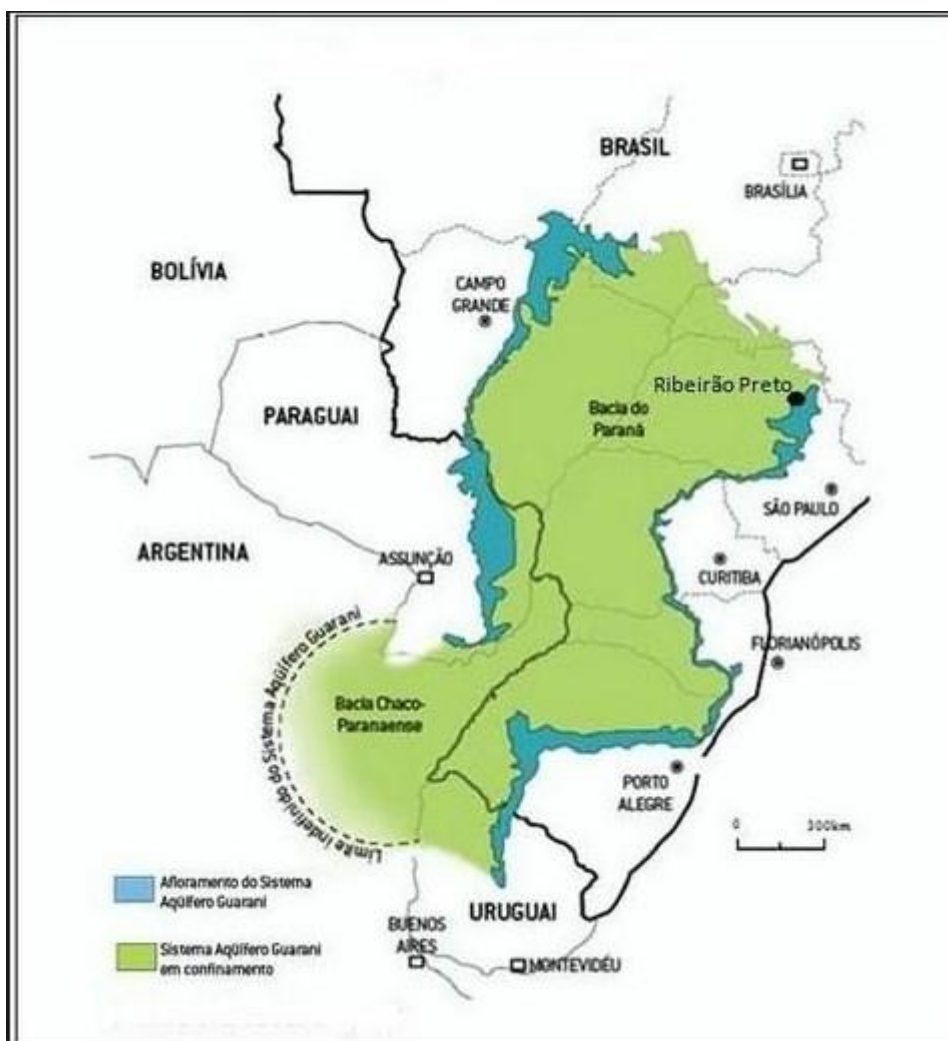 BRASIL
BRASÍLIA
BOLÍVIA
CAMPO
GRANDE
Ribeirão Preto
PARAGUAI
Bacia do
Paraná
SÃO PAULO
ARGENTINA
ASSUNÇÃO
CURITIBA
FLORIANÓPOLIS
Limite indefinido do Sistema Aqüífero Guarani
Bacia Chaco-
Paranaense
PORTO
ALEGRE
0 300km
Afloramento do Sistema
Aqüífero Guarani
URUGUAI
BUENOS
AIRES
Sistema Aqüífero Guarani
em confinamento
MONTEVIDÉU